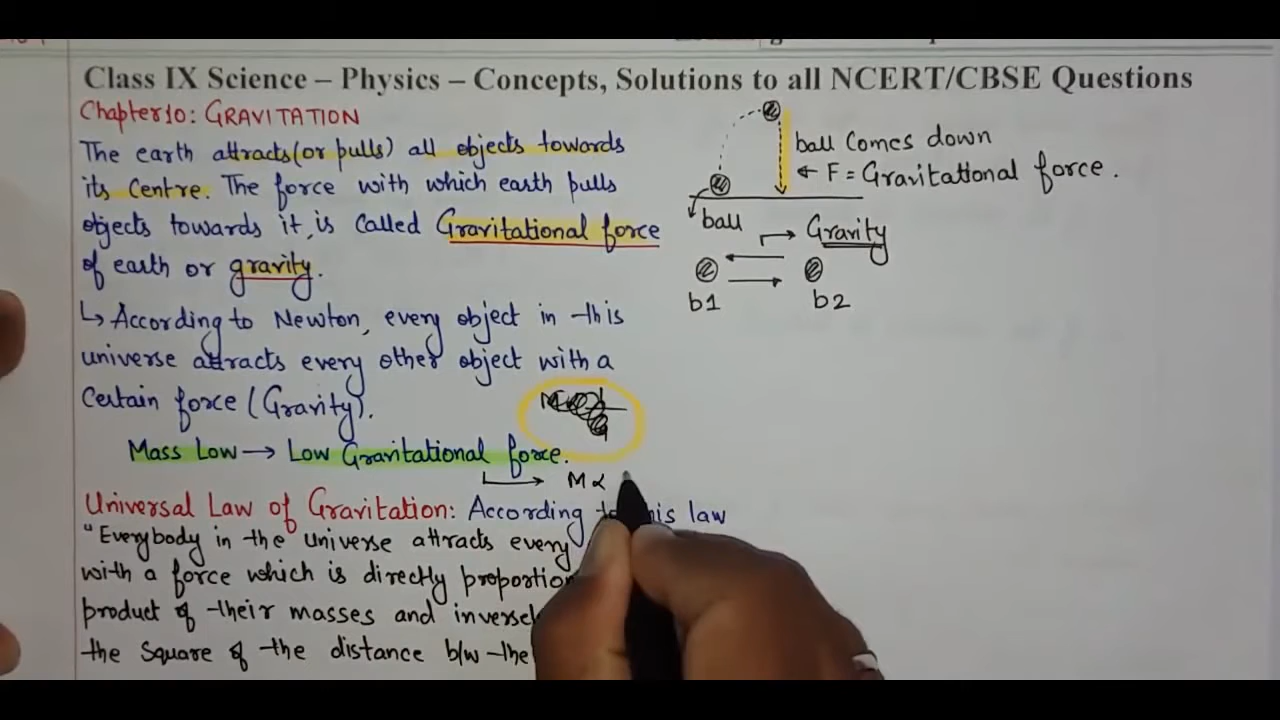 Class IX Science – Physics – Concepts, Solutions to all NCERT/CBSE Questions
Chapter 10: GRAVITATION
The earth attracts (or pulls) all objects towards
its Centre. The force with which earth pulls
objects towards it, is called Gravitational force
of earth or gravity.
↳ According to Newton, every object in this
universe attracts every other object with a
Certain force (Gravity).
Mass Low → Low Gravitational force.
M α
Universal Law of Gravitation: According this law
"Everybody in the universe attracts every
with a force which is directly
product of their masses and
the square of the distance b/w the
ball comes down
← F = Gravitational force.
ball
Gravity
b1 b2